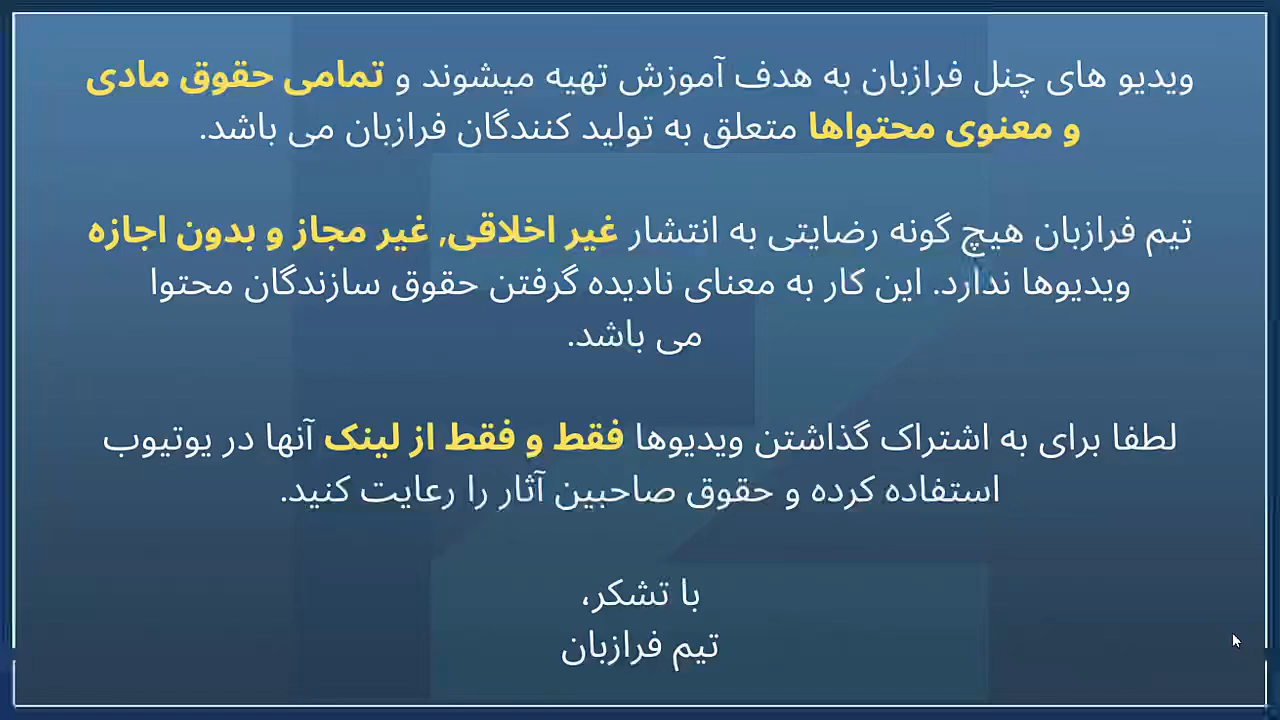 ویدیو های چنل فرازبان به هدف آموزش تهیه میشوند و تمامی حقوق مادی
و معنوی محتواها متعلق به تولید کنندگان فرازبان می باشد.
تیم فرازبان هیچ گونه رضایتی به انتشار غیر اخلاقی, غیر مجاز و بدون اجازه
ویدیوها ندارد. این کار به معنای نادیده گرفتن حقوق سازندگان محتوا
می باشد.
لطفا برای به اشتراک گذاشتن ویدیوها فقط و فقط از لینک آنها در یوتیوب
استفاده کرده و حقوق صاحبین آثار را رعایت کنید.
با تشکر،
تیم فرازبان